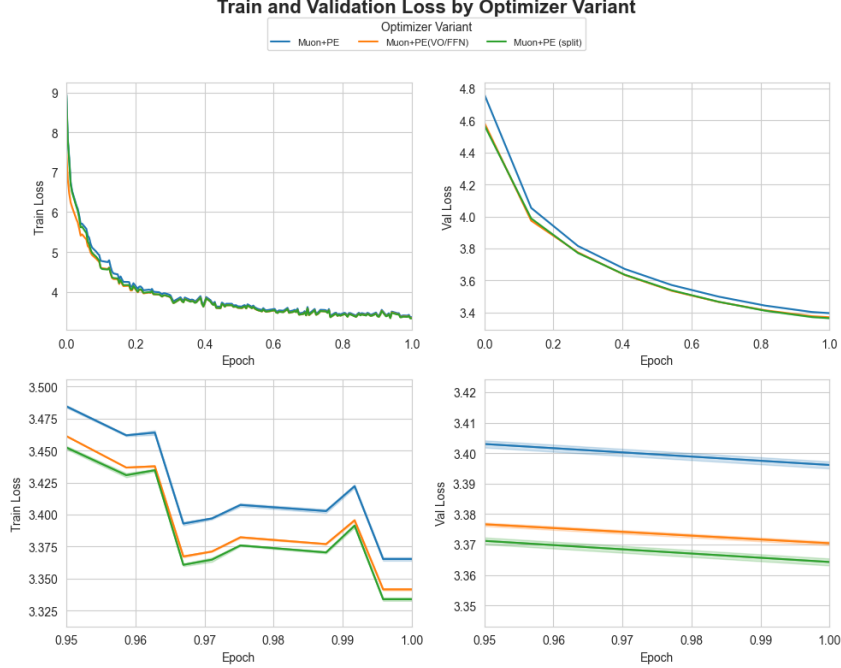 Train and Validation Loss by Optimizer Variant
Optimizer Variant
Muon+PE Muon+PE(VO/FFN) Muon+PE (split)
9
8
7
6
5
4
Train Loss
0.0 0.2 0.4 0.6 0.8 1.0
Epoch
4.8
4.6
4.4
4.2
4.0
3.8
3.6
3.4
Val Loss
0.0 0.2 0.4 0.6 0.8 1.0
Epoch
3.500
3.475
3.450
3.425
3.400
3.375
3.350
3.325
Train Loss
0.95 0.96 0.97 0.98 0.99 1.00
Epoch
3.42
3.41
3.40
3.39
3.38
3.37
3.36
3.35
Val Loss
0.95 0.96 0.97 0.98 0.99 1.00
Epoch